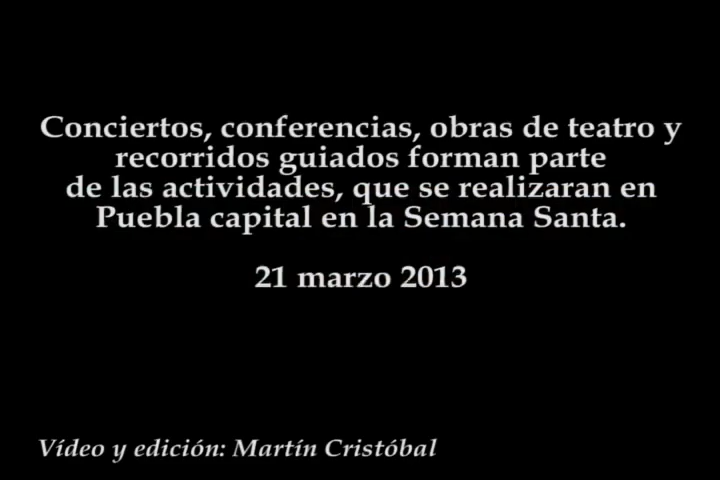 Conciertos, conferencias, obras de teatro y
recorridos guiados forman parte
de las actividades, que se realizaran en
Puebla capital en la Semana Santa.
21 marzo 2013
Vídeo y edición: Martín Cristóbal